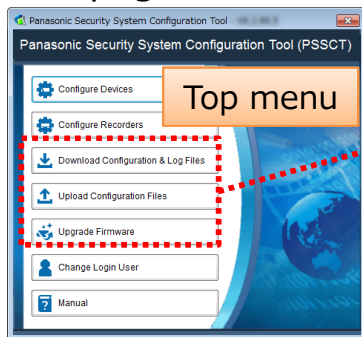 Panasonic Security System Configuration Tool
Panasonic Security System Configuration Tool (PSSCT)
Configure Devices
Top menu
Configure Recorders
Download Configuration & Log Files
Upload Configuration Files
Upgrade Firmware
Change Login User
Manual